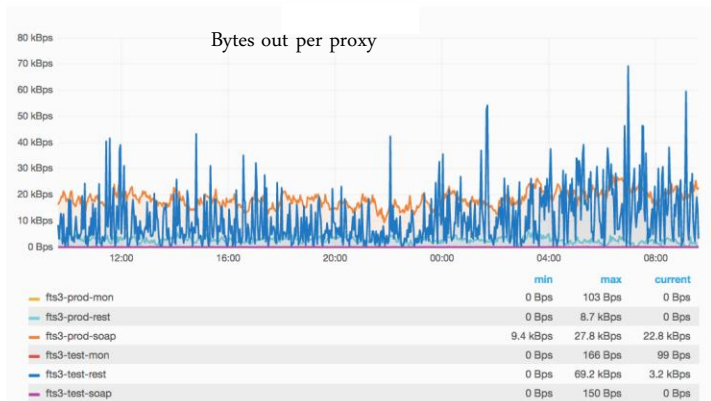 Bytes out per proxy
80 kBps
70 kBps
60 kBps
50 kBps
40 kBps
30 kBps
20 kBps
10 kBps
0 Bps
12:00 16:00 20:00 00:00 04:00 08:00
min max current
fts3-prod-mon 0 Bps 103 Bps 0 Bps
fts3-prod-rest 0 Bps 8.7 kBps 0 Bps
fts3-prod-soap 9.4 kBps 27.8 kBps 22.8 kBps
fts3-test-mon 0 Bps 166 Bps 99 Bps
fts3-test-rest 0 Bps 69.2 kBps 3.2 kBps
fts3-test-soap 0 Bps 150 Bps 0 Bps